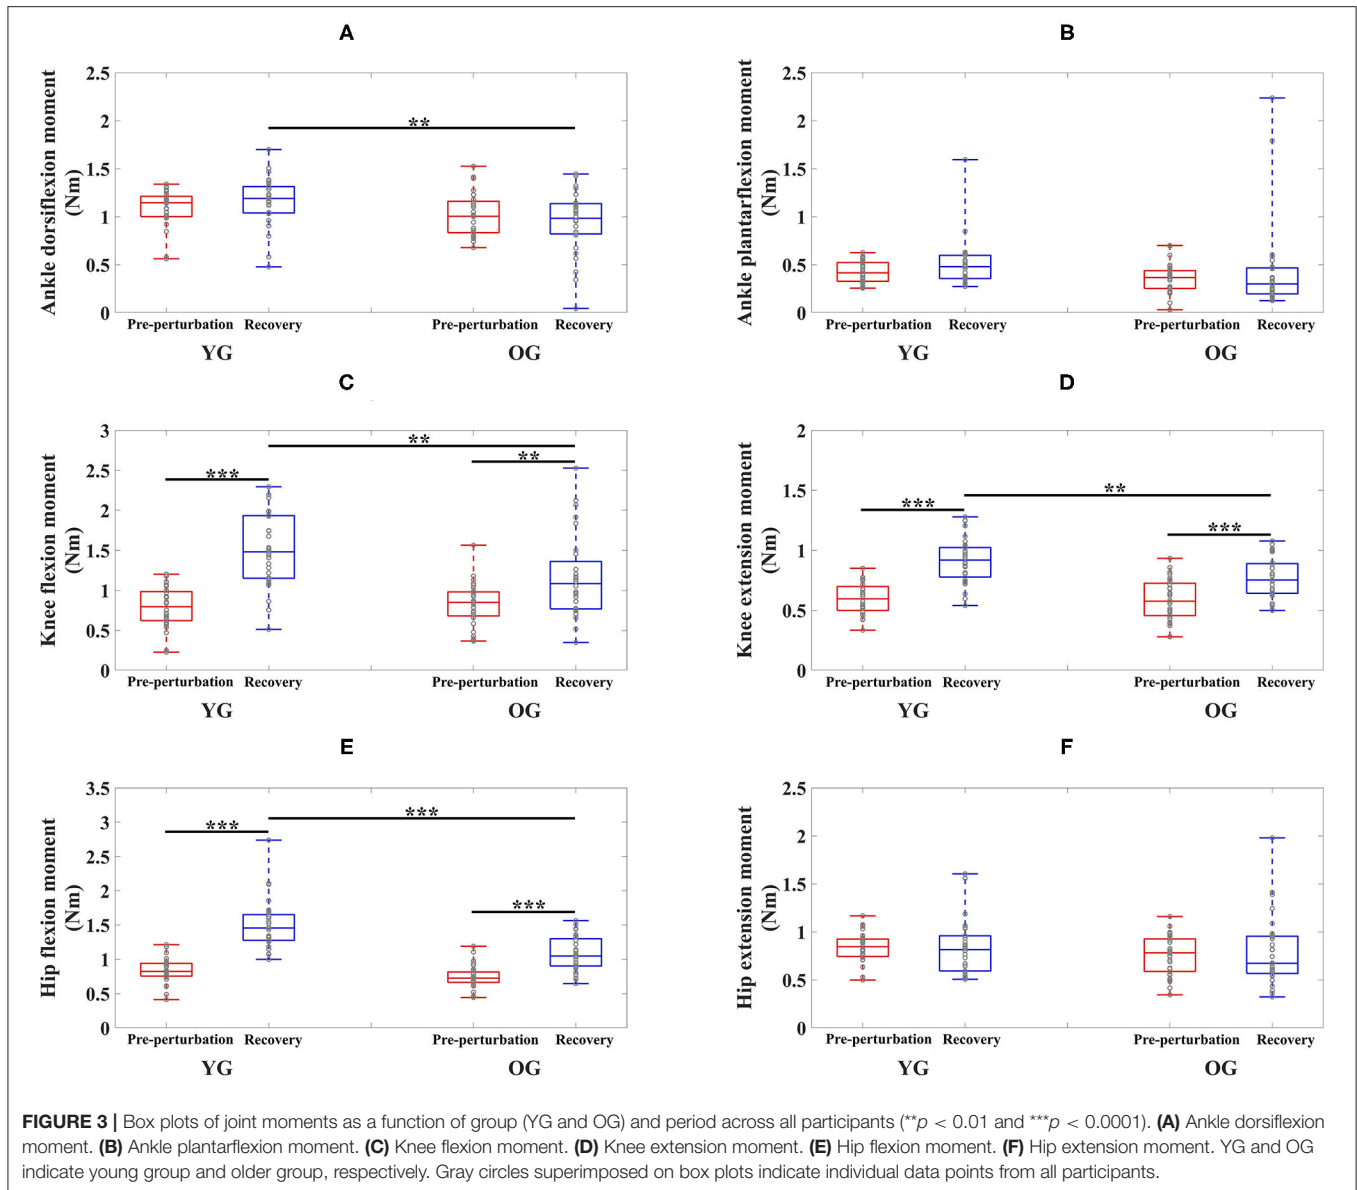 A
B
2.5
2
1.5
1
0.5
0
Ankle dorsiflexion moment
(Nm)
**
Pre-perturbation Recovery Pre-perturbation Recovery
YG OG
2.5
2
1.5
1
0.5
0
Ankle plantarflexion moment
(Nm)
Pre-perturbation Recovery Pre-perturbation Recovery
YG OG
C
D
3
2.5
2
1.5
1
0.5
0
Knee flexion moment
(Nm)
**
**
***
Pre-perturbation Recovery Pre-perturbation Recovery
YG OG
2
1.5
1
0.5
0
Knee extension moment
(Nm)
**
***
***
Pre-perturbation Recovery Pre-perturbation Recovery
YG OG
E
F
3.5
3
2.5
2
1.5
1
0.5
0
Hip flexion moment
(Nm)
***
***
***
Pre-perturbation Recovery Pre-perturbation Recovery
YG OG
2.5
2
1.5
1
0.5
0
Hip extension moment
(Nm)
Pre-perturbation Recovery Pre-perturbation Recovery
YG OG
FIGURE 3 | Box plots of joint moments as a function of group (YG and OG) and period across all participants (**p < 0.01 and ***p < 0.0001). (A) Ankle dorsiflexion
moment. (B) Ankle plantarflexion moment. (C) Knee flexion moment. (D) Knee extension moment. (E) Hip flexion moment. (F) Hip extension moment. YG and OG
indicate young group and older group, respectively. Gray circles superimposed on box plots indicate individual data points from all participants.